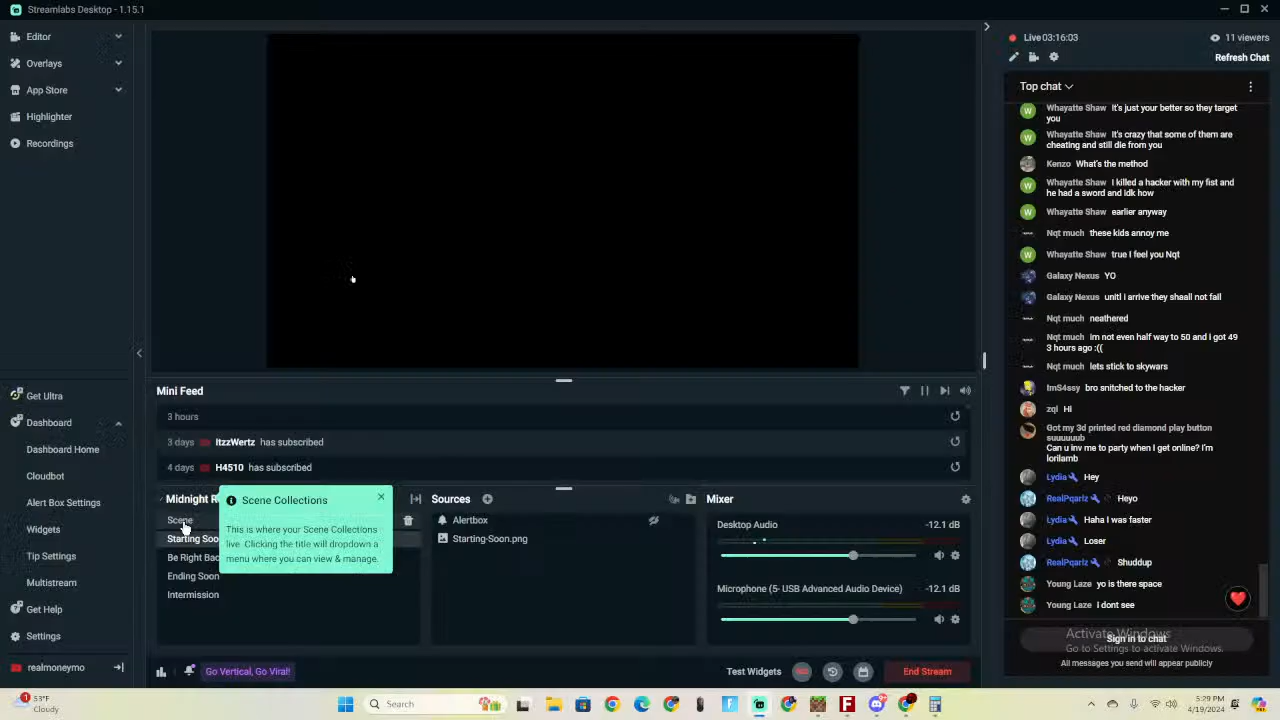 Streamlabs Desktop - 1.15.1
Editor
Overlays
App Store
Highlighter
Recordings
Get Ultra
Dashboard
Dashboard Home
Cloudbot
Alert Box Settings
Widgets
Tip Settings
Multistream
Get Help
Settings
realmoneymo
Mini Feed
3 hours
3 days ItzzWertz has subscribed
4 days H4510 has subscribed
Midnight R
Scene
Starting Soo
Be Right Bac
Ending Soon
Intermission
Scene Collections
This is where your Scene Collections
live. Clicking the title will dropdown a
menu where you can view & manage.
Sources
Alertbox
Starting-Soon.png
Mixer
Desktop Audio -12.1 dB
Microphone (5- USB Advanced Audio Device) -12.1 dB
Go Vertical, Go Viral!
Test Widgets
REC
End Stream
Live 03:16:03
11 viewers
Refresh Chat
Top chat
Whayatte Shaw It's just your better so they target
you
Whayatte Shaw It's crazy that some of them are
cheating and still die from you
Kenzo What's the method
Whayatte Shaw I killed a hacker with my fist and
he had a sword and idk how
Whayatte Shaw earlier anyway
Nqt much these kids annoy me
Whayatte Shaw true I feel you Nqt
Galaxy Nexus YO
Galaxy Nexus unitl i arrive they shaall not fail
Nqt much neathered
Nqt much Im not even half way to 50 and i got 49
3 hours ago :((
Nqt much lets stick to skywars
ImS4ssy bro snitched to the hacker
zql Hi
Got my 3d printed red diamond play button
suuuuuub
Can u inv me to party when I get online? I'm
lorilamb
Lydia Hey
RealPqarlz Heyo
Lydia Haha I was faster
Lydia Loser
RealPqarlz Shuddup
Young Laze yo is there space
Young Laze I dont see
Sign in to chat
All messages you send will appear publicly
Activate Windows
Go to Settings to activate Windows.
1
53°F
Cloudy
Search
5:29 PM
4/19/2024